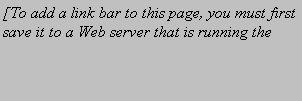 [To add a link bar to this page, you must first
save it to a Web server that is running the